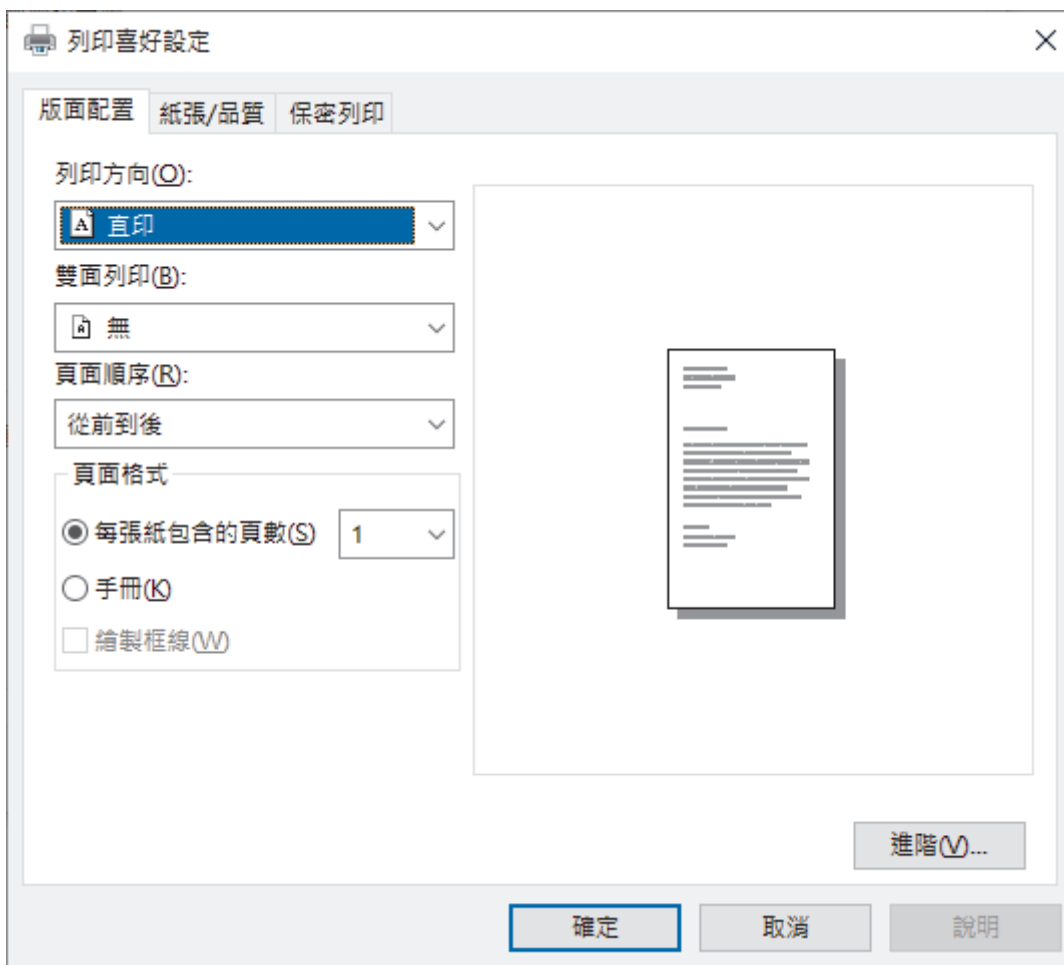 列印喜好設定
版面配置 紙張/品質 保密列印
列印方向(O):
A 直印
雙面列印(B):
A 無
頁面順序(R):
從前到後
頁面格式
每張紙包含的頁數(S) 1
手冊(K)
繪製框線(W)
進階(V)...
確定 取消 說明